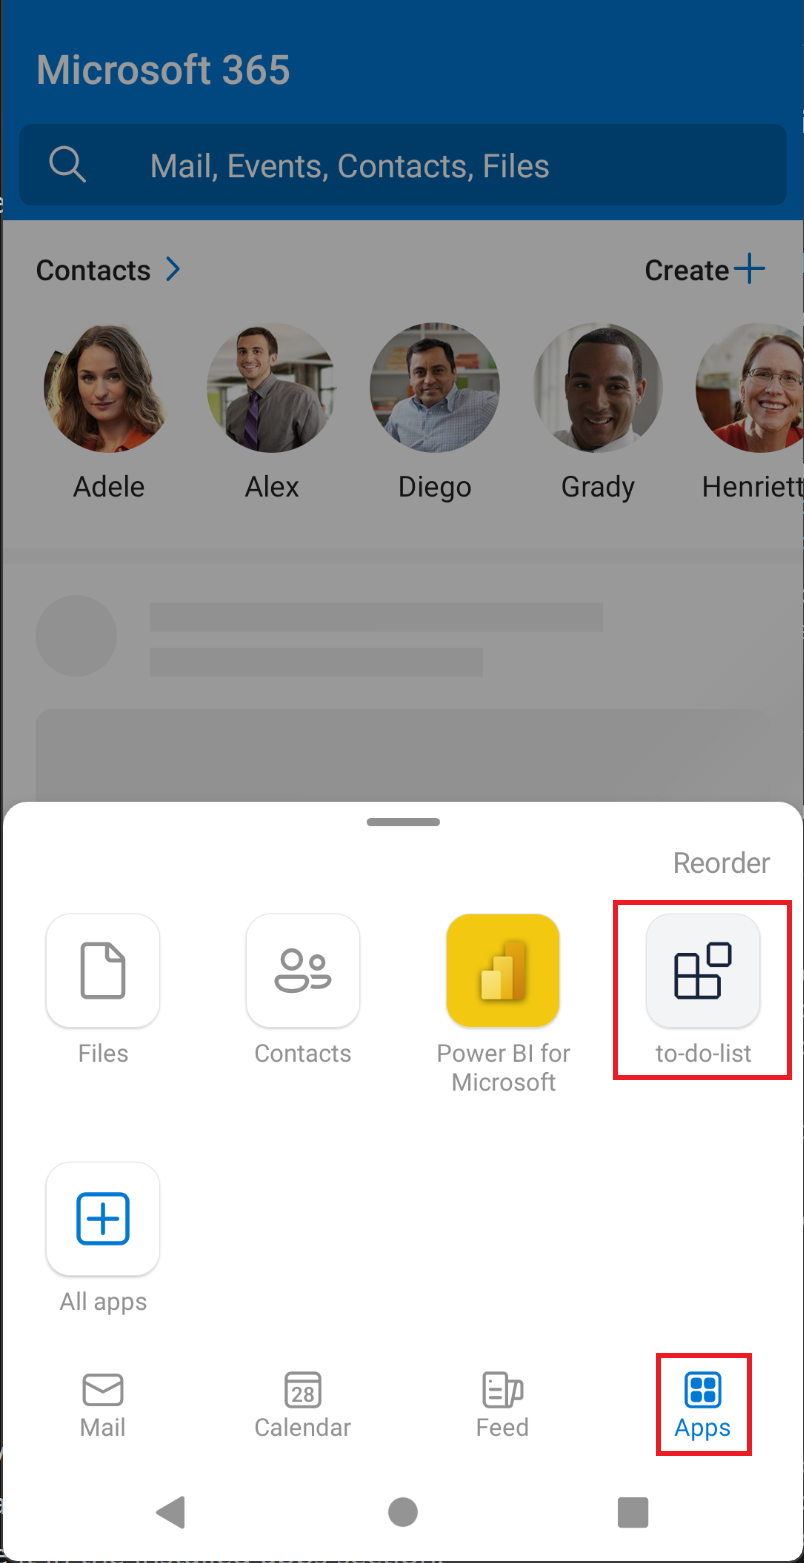 Microsoft 365
Mail, Events, Contacts, Files
Contacts
Create
Adele
Alex
Diego
Grady
Henriett
Reorder
Files
Contacts
Power BI for
Microsoft
to-do-list
All apps
28
Mail
Calendar
Feed
Apps